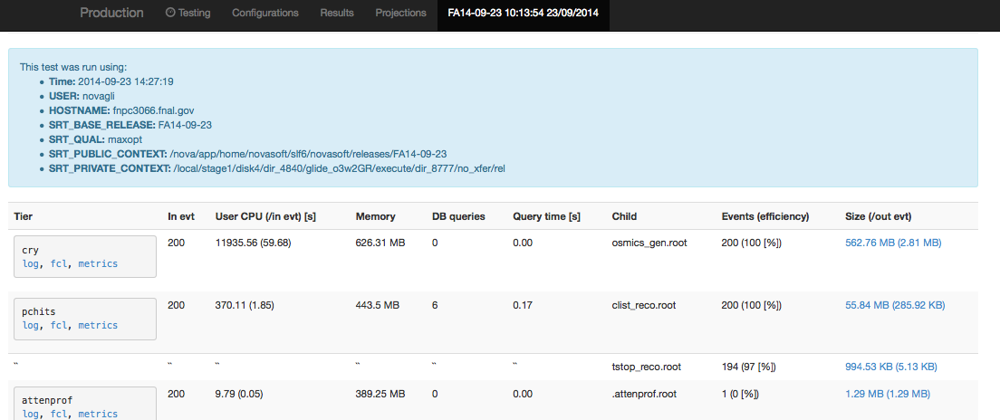 Production Testing Configurations Results Projections FA14-09-23 10:13:54 23/09/2014
This test was run using:
• Time: 2014-09-23 14:27:19
• USER: novagli
• HOSTNAME: fnpc3066.fnal.gov
• SRT_BASE_RELEASE: FA14-09-23
• SRT_QUAL: maxopt
• SRT_PUBLIC_CONTEXT: /nova/app/home/novasoft/slf6/novasoft/releases/FA14-09-23
• SRT_PRIVATE_CONTEXT: /local/stage1/disk4/dir_4840/glide_o3w2GR/execute/dir_8777/no_xfer/rel
Tier In evt User CPU (/in evt) [s] Memory DB queries Query time [s] Child Events (efficiency) Size (/out evt)
cry 200 11935.56 (59.68) 626.31 MB 0 0.00 osmics_gen.root 200 (100 [%]) 562.76 MB (2.81 MB)
log, fcl, metrics
pchits 200 370.11 (1.85) 443.5 MB 6 0.17 clist_reco.root 200 (100 [%]) 55.84 MB (285.92 KB)
log, fcl, metrics
" " " " " " tstop_reco.root 194 (97 [%]) 994.53 KB (5.13 KB)
attenprof 200 9.79 (0.05) 389.25 MB 0 0.00 .attenprof.root 1 (0 [%]) 1.29 MB (1.29 MB)
log, fcl, metrics